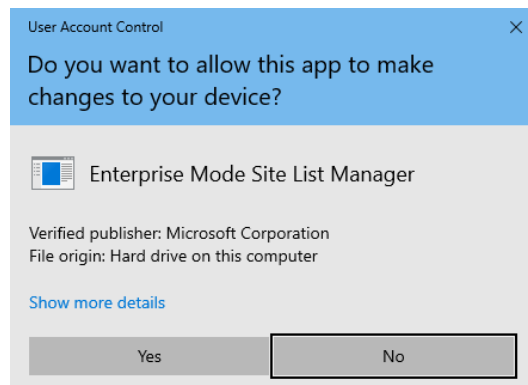 User Account Control
Do you want to allow this app to make
changes to your device?
Enterprise Mode Site List Manager
Verified publisher: Microsoft Corporation
File origin: Hard drive on this computer
Show more details
Yes
No